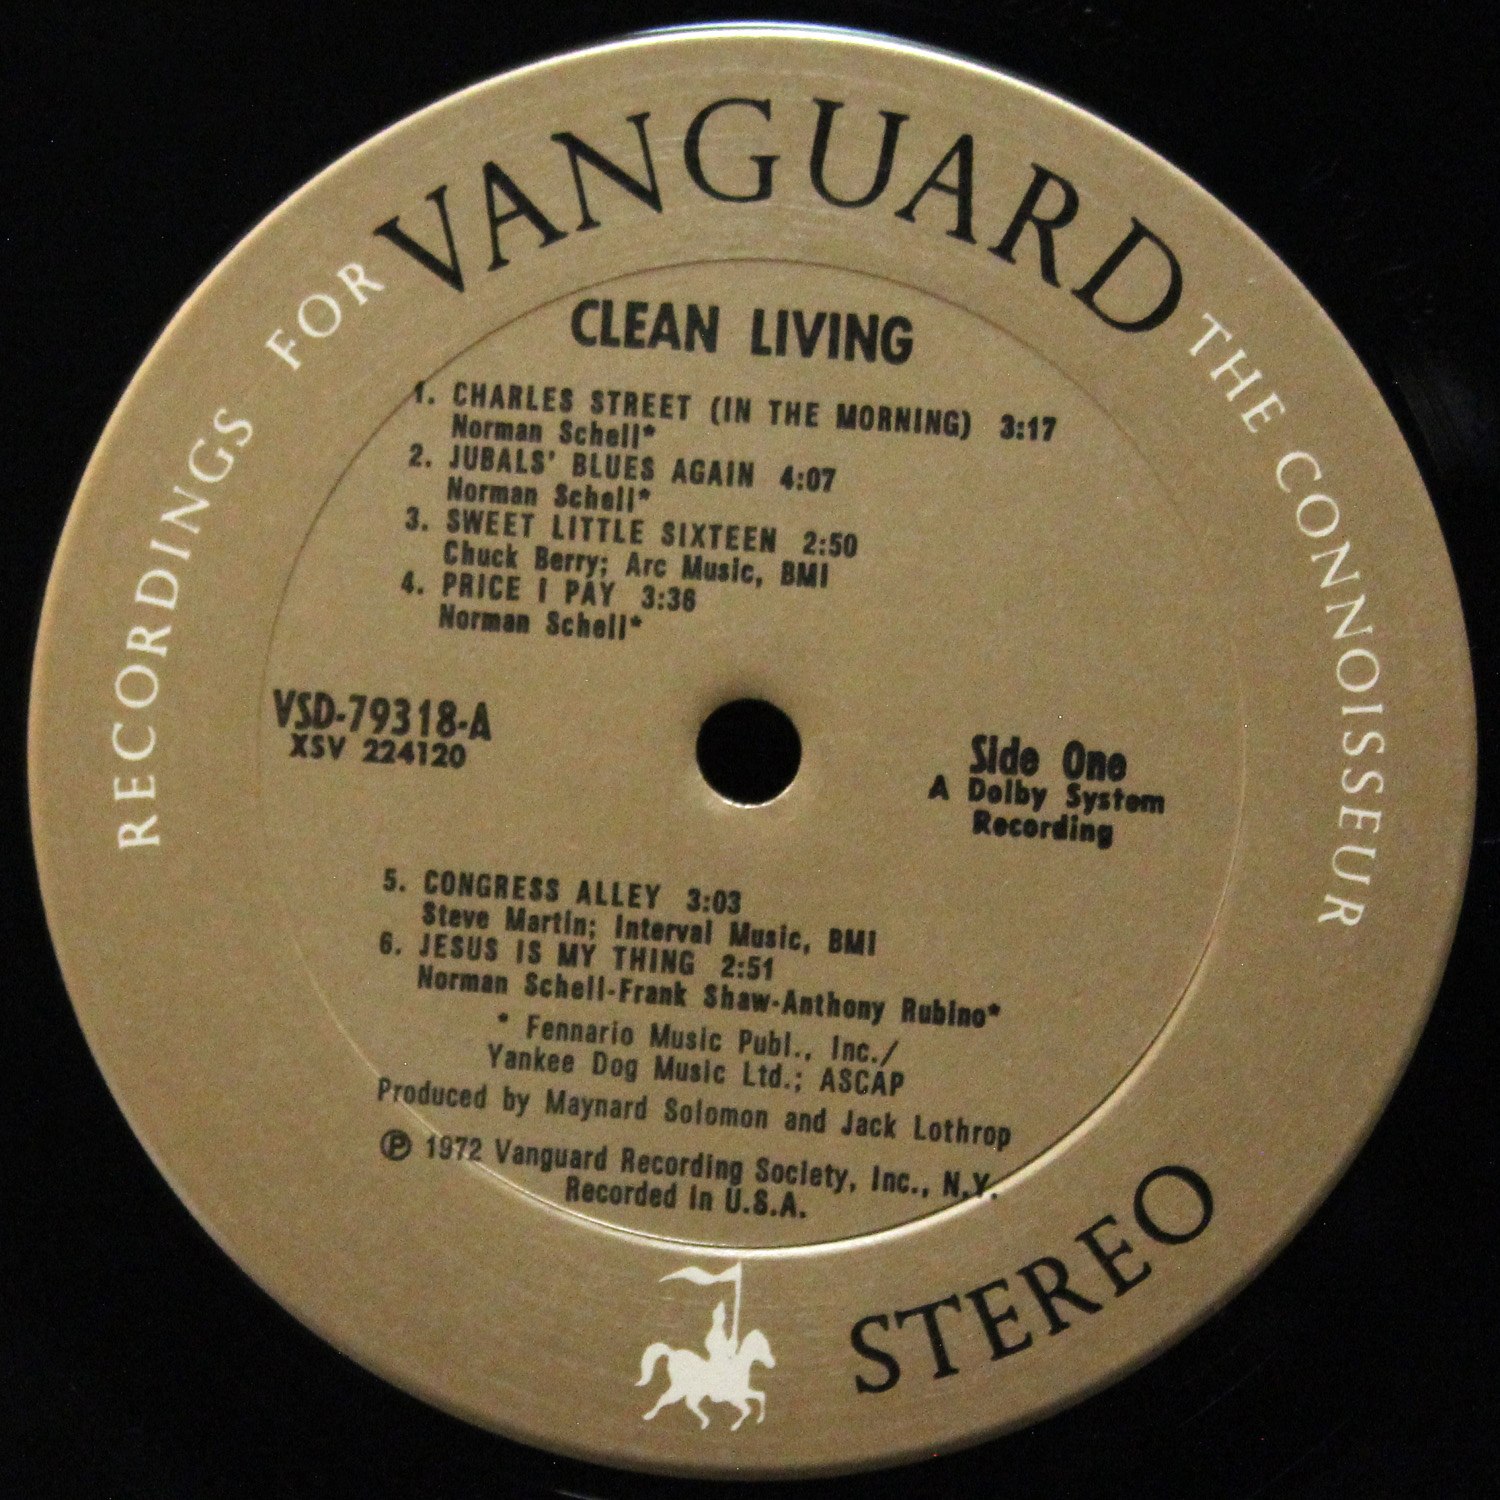 RECORDINGS FOR VANGUARD THE CONNOISSEUR
CLEAN LIVING
1. CHARLES STREET (IN THE MORNING) 3:17
Norman Schell*
2. JUBALS' BLUES AGAIN 4:07
Norman Schell*
3. SWEET LITTLE SIXTEEN 2:50
Chuck Berry; Arc Music, BMI
4. PRICE I PAY 3:36
Norman Schell*
VSD-79318-A
XSV 224120
Side One
A Dolby System
Recording
5. CONGRESS ALLEY 3:03
Steve Martin; Interval Music, BMI
6. JESUS IS MY THING 2:51
Norman Schell-Frank Shaw-Anthony Rubino*
* Fennario Music Publ., Inc./
Yankee Dog Music Ltd.; ASCAP
Produced by Maynard Solomon and Jack Lothrop
Ⓟ 1972 Vanguard Recording Society, Inc., N.Y.
Recorded in U.S.A.
STEREO